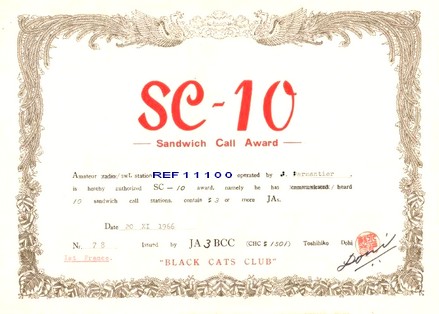 SC-10
Sandwich Call Award
Amateur radio/swl station REF11100 operated by J.
is hereby authorized SC-10 award, namely he has communicated/heard
10 sandwich call stations contain 3 or more JAs.
Date 20 XI 1966
No. 78 Issued by JA3BCC (CHC # 1501) Toshihiko Dohi
"BLACK CATS CLUB"